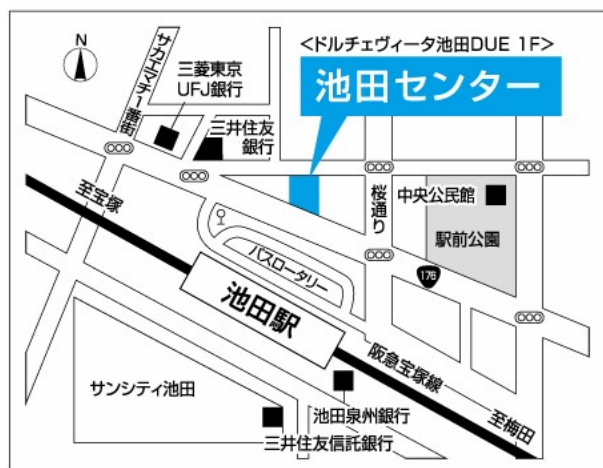 N
サカエマチ1番街
三菱東京
UFJ銀行
三井住友
銀行
<ドルチェヴィータ池田DUE 1F>
池田センター
桜通り
中央公民館
駅前公園
176
至宝塚
バスロータリー
池田駅
阪急宝塚線
至梅田
サンシティ池田
池田泉州銀行
三井住友信託銀行